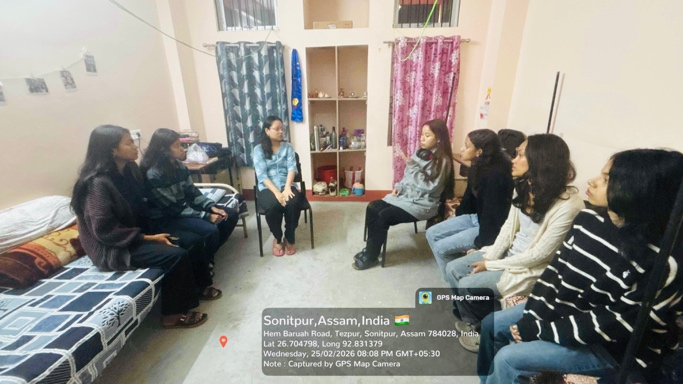 GPS Map Camera
Sonitpur,Assam,India 🇮🇳
Hem Baruah Road, Tezpur, Sonitpur, Assam 784028, India
Lat 26.704798, Long 92.831379
Wednesday, 25/02/2026 08:08 PM GMT+05:30
Note : Captured by GPS Map Camera